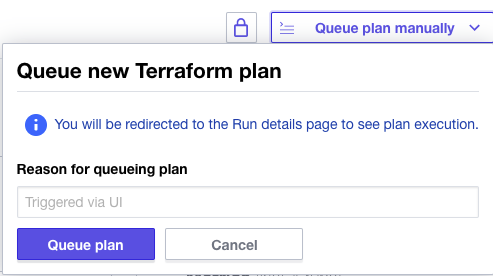 Queue plan manually
Queue new Terraform plan
You will be redirected to the Run details page to see plan execution.
Reason for queueing plan
Triggered via UI
Queue plan
Cancel